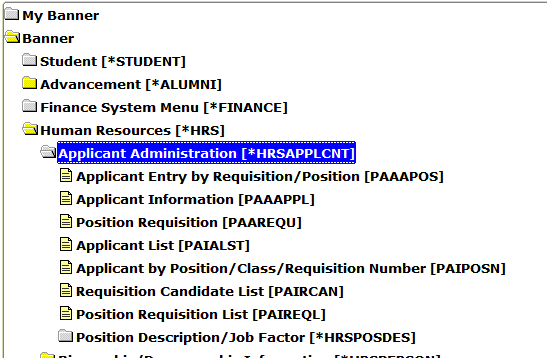 My Banner
Banner
Student [*STUDENT]
Advancement [*ALUMNI]
Finance System Menu [*FINANCE]
Human Resources [*HRS]
Applicant Administration [*HRSAPPLCNT]
Applicant Entry by Requisition/Position [PAAAPOS]
Applicant Information [PAAAPPL]
Position Requisition [PAAREQU]
Applicant List [PAIALST]
Applicant by Position/Class/Requisition Number [PAIPOSN]
Requisition Candidate List [PAIRCAN]
Position Requisition List [PAIREQL]
Position Description/Job Factor [*HRSPOSDES]